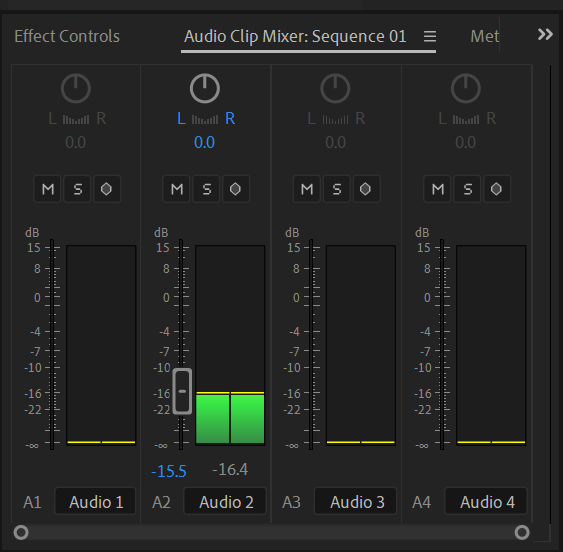 Effect Controls Audio Clip Mixer: Sequence 01 Met
L R L R L R L R
0.0 0.0 0.0 0.0
M S M S M S M S
dB dB dB dB
15 15 15 15
8 8 8 8
0 0 0 0
-4 -4 -4 -4
-7 -7 -7 -7
-10 -10 -10 -10
-16 -16 -16 -16
-22 -22 -22 -22
-∞ -∞ -∞ -∞
-15.5 -16.4
A1 Audio 1 A2 Audio 2 A3 Audio 3 A4 Audio 4